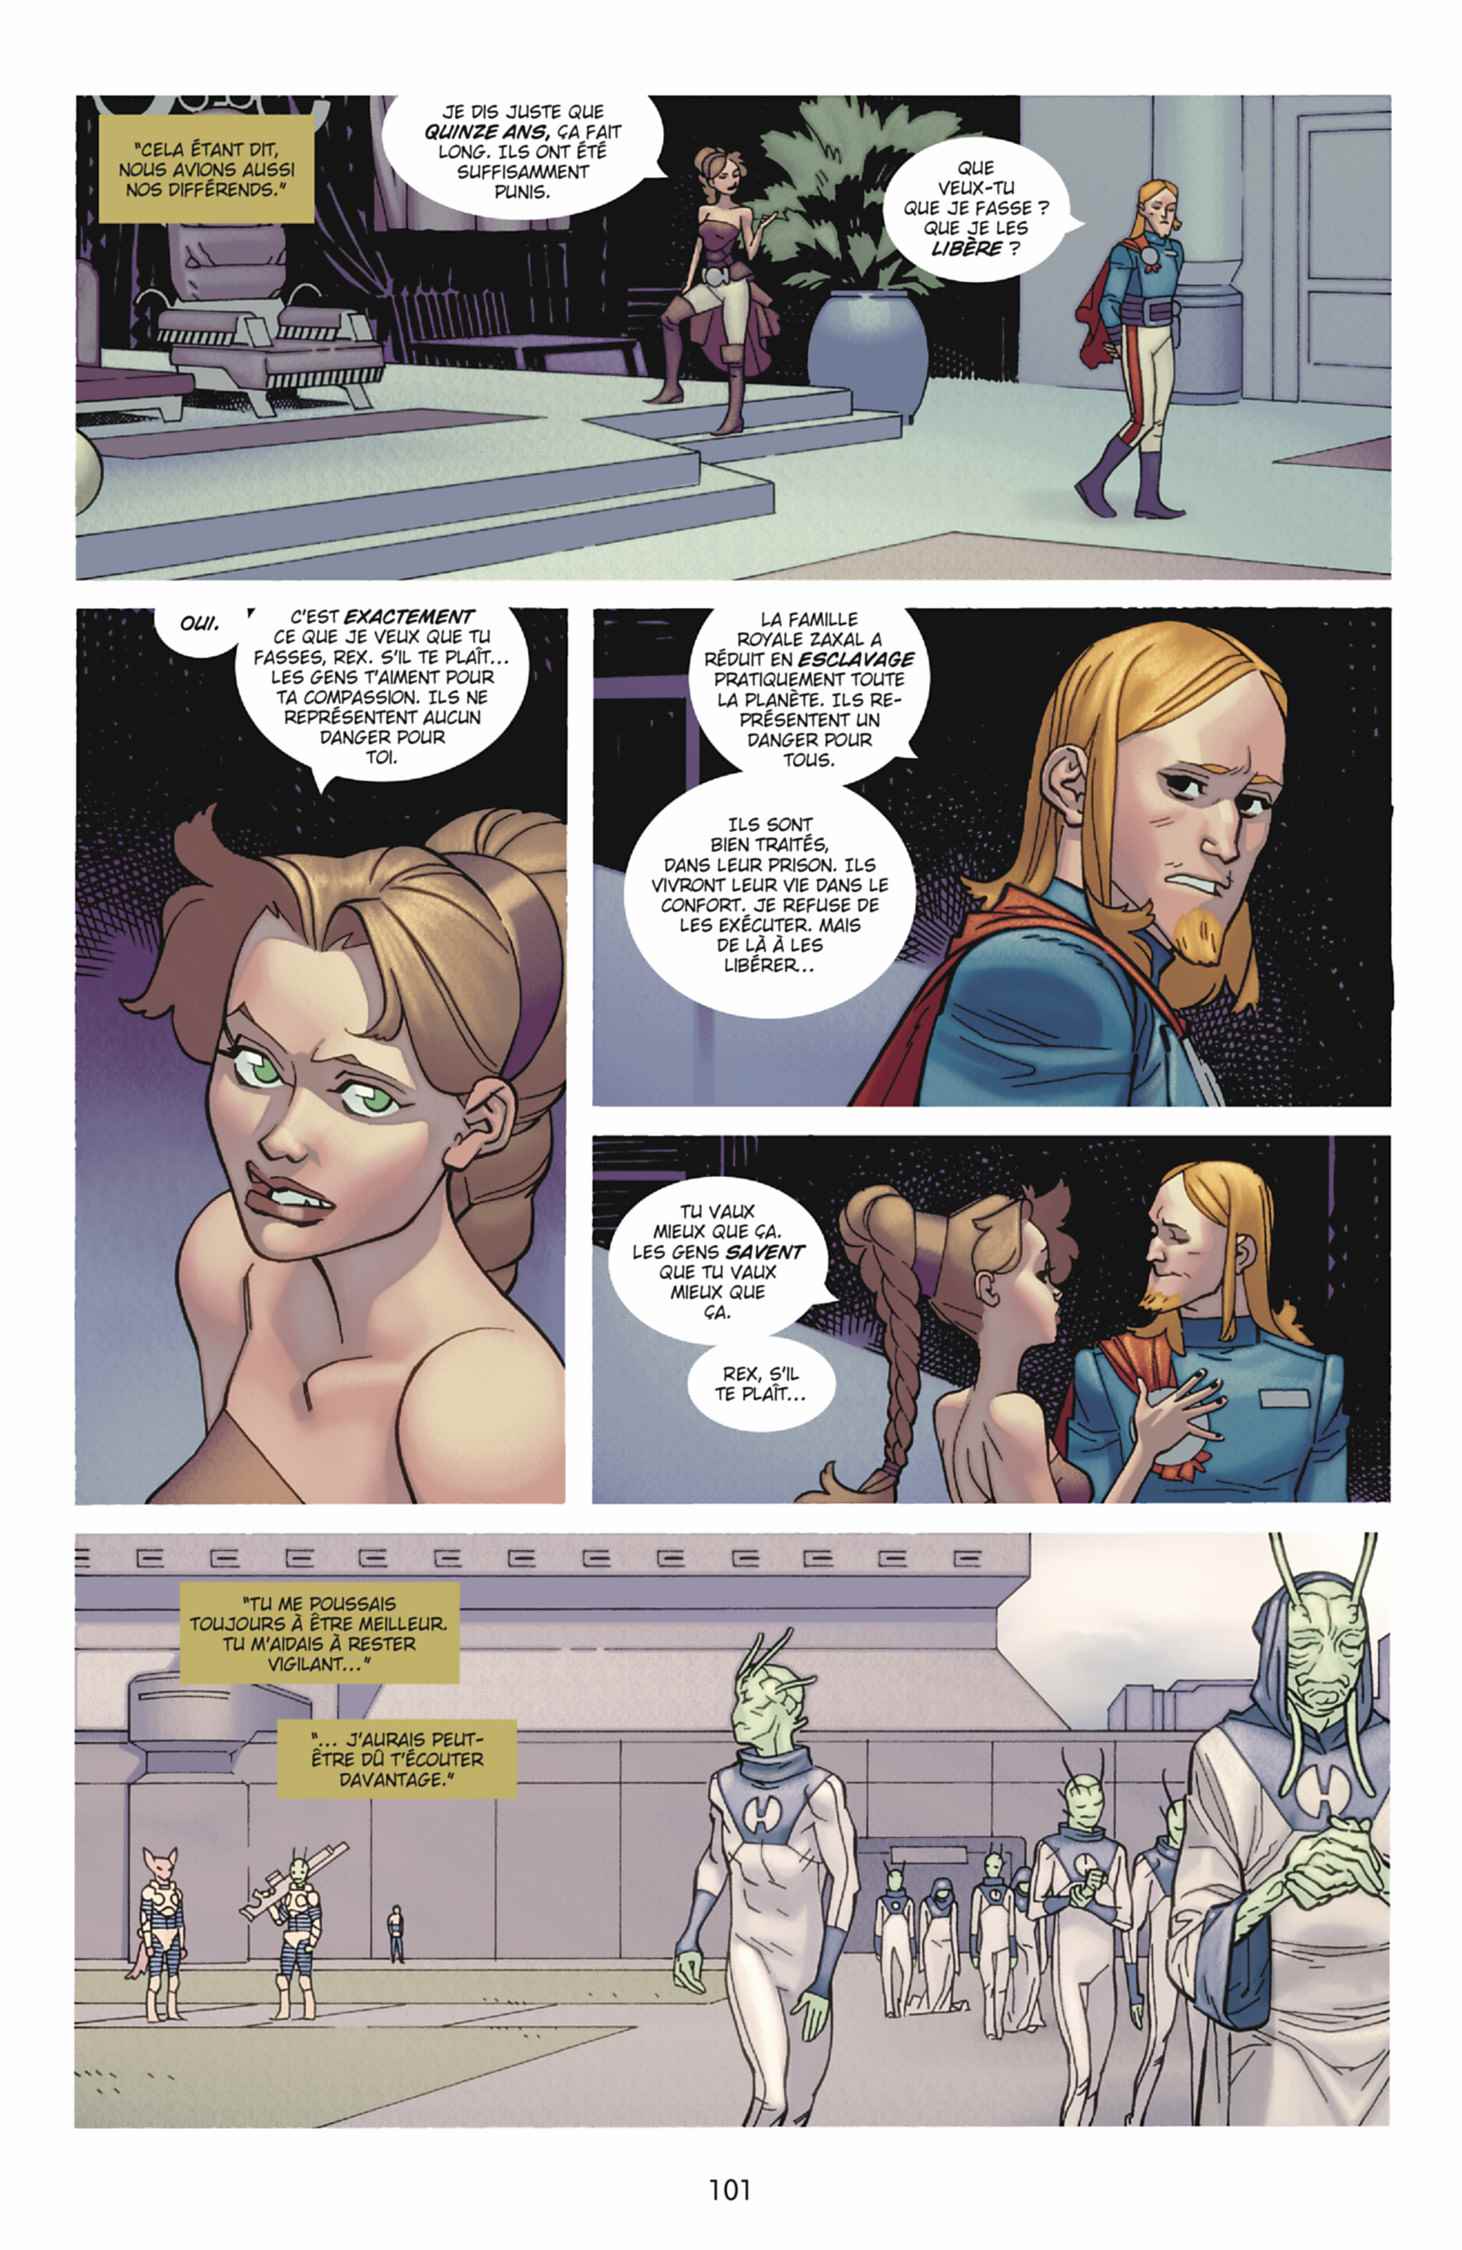 "CELA ÉTANT DIT,
NOUS AVIONS AUSSI
NOS DIFFÉRENDS."
JE DIS JUSTE QUE
QUINZE ANS, ÇA FAIT
LONG. ILS ONT ÉTÉ
SUFFISAMMENT
PUNIS.
QUE
VEUX-TU
QUE JE FASSE ?
QUE JE LES
LIBÈRE ?
OUI.
C'EST EXACTEMENT
CE QUE JE VEUX QUE TU
FASSES, REX. S'IL TE PLAÎT...
LES GENS T'AIMENT POUR
TA COMPASSION. ILS NE
REPRÉSENTENT AUCUN
DANGER POUR
TOI.
LA FAMILLE
ROYALE ZAXAL A
RÉDUIT EN ESCLAVAGE
PRATIQUEMENT TOUTE
LA PLANÈTE. ILS RE-
PRÉSENTENT UN
DANGER POUR
TOUS.
ILS SONT
BIEN TRAITÉS,
DANS LEUR PRISON. ILS
VIVRONT LEUR VIE DANS LE
CONFORT. JE REFUSE DE
LES EXÉCUTER. MAIS
DE LÀ À LES
LIBÉRER...
TU VAUX
MIEUX QUE ÇA.
LES GENS SAVENT
QUE TU VAUX
MIEUX QUE
ÇA.
REX, S'IL
TE PLAÎT...
"TU ME POUSSAIS
TOUJOURS À ÊTRE MEILLEUR.
TU M'AIDAIS À RESTER
VIGILANT..."
"... J'AURAIS PEUT-
ÊTRE DÛ T'ÉCOUTER
DAVANTAGE."
101